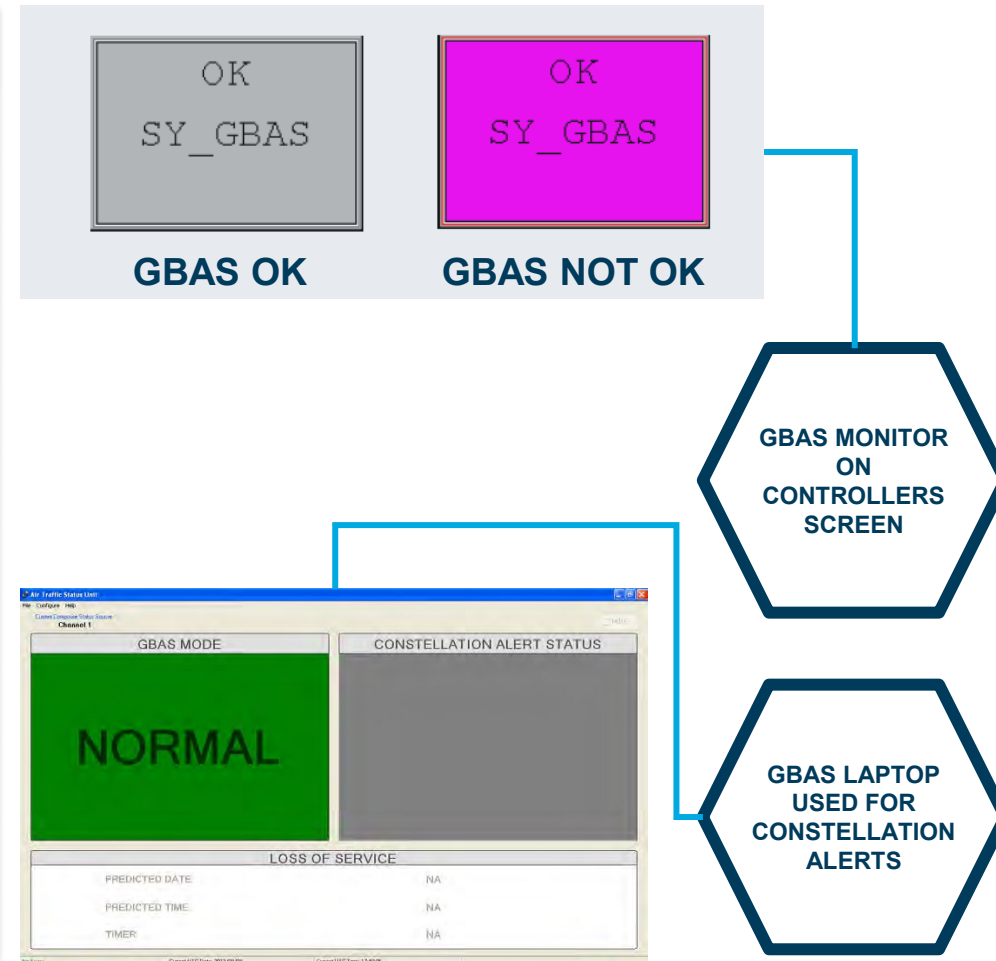 OK
SY_GBAS
OK
SY_GBAS
GBAS OK
GBAS NOT OK
GBAS MONITOR
ON
CONTROLLERS
SCREEN
Air Traffic Status Unit
File Configure Help
Channel 1
GBAS MODE
CONSTELLATION ALERT STATUS
NORMAL
LOSS OF SERVICE
PREDICTED DATE NA
PREDICTED TIME NA
TIMER NA
GBAS LAPTOP
USED FOR
CONSTELLATION
ALERTS